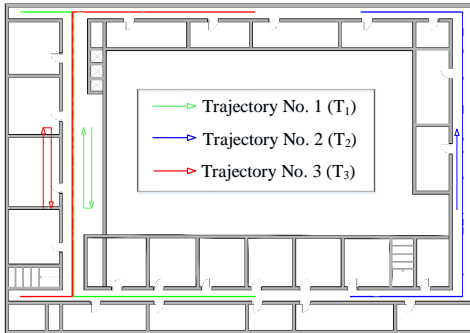 Trajectory No. 1 (T₁)
Trajectory No. 2 (T₂)
Trajectory No. 3 (T₃)